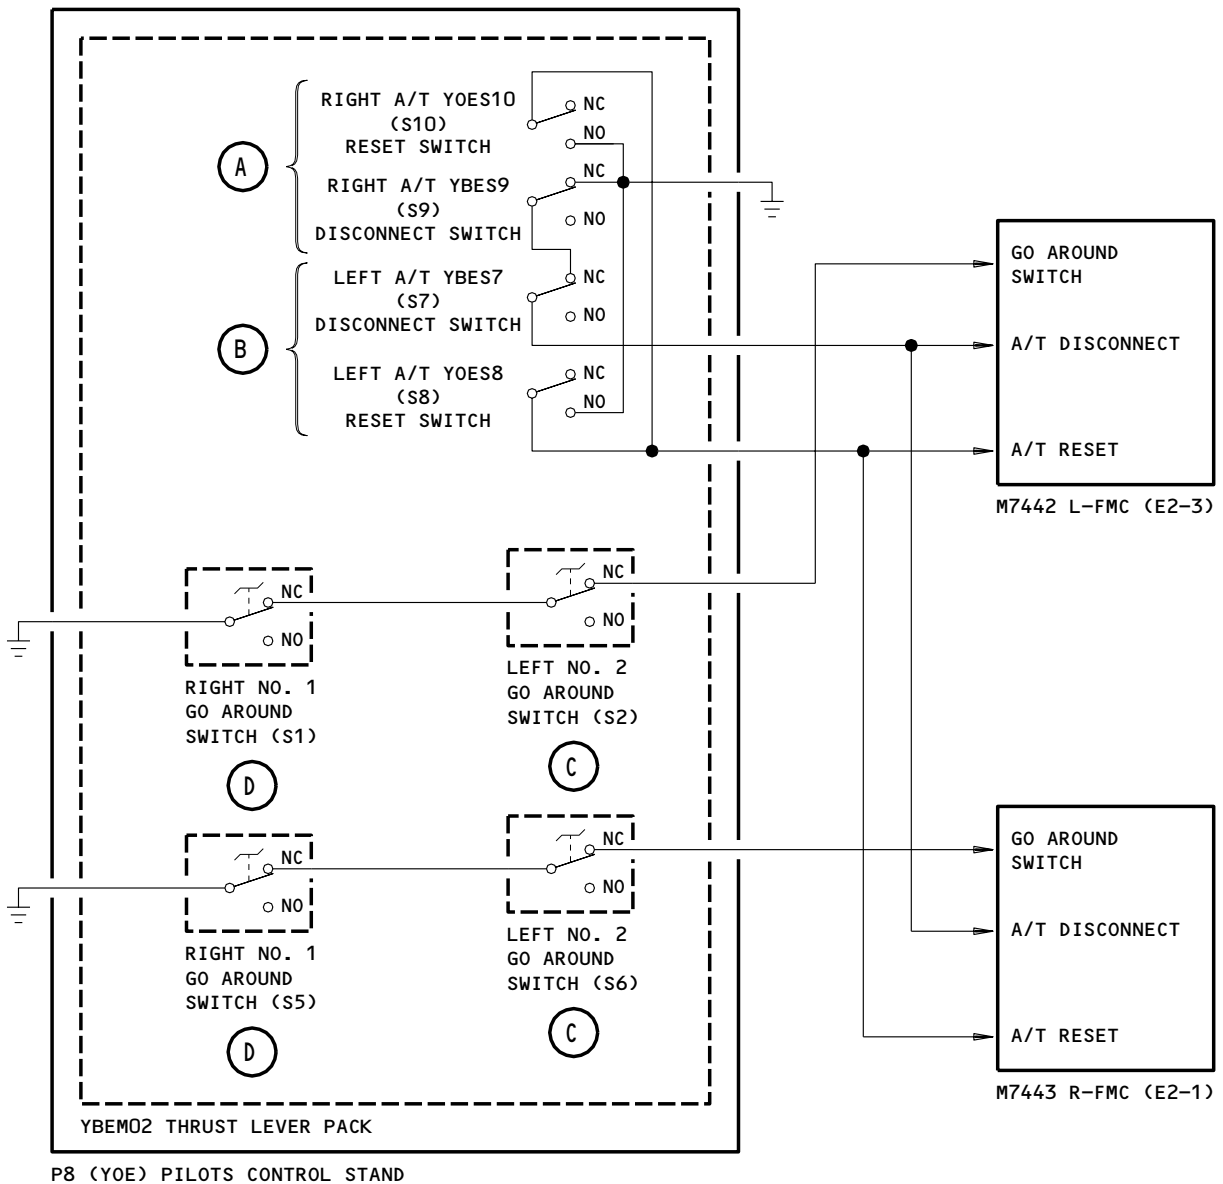 RIGHT A/T YOES10
(S10)
RESET SWITCH
NC
NO
A
RIGHT A/T YBES9
(S9)
DISCONNECT SWITCH
NC
NO
LEFT A/T YBES7
(S7)
DISCONNECT SWITCH
NC
NO
B
LEFT A/T YOES8
(S8)
RESET SWITCH
NC
NO
GO AROUND
SWITCH
A/T DISCONNECT
A/T RESET
M7442 L-FMC (E2-3)
NC
NO
RIGHT NO. 1
GO AROUND
SWITCH (S1)
D
NC
NO
LEFT NO. 2
GO AROUND
SWITCH (S2)
C
NC
NO
RIGHT NO. 1
GO AROUND
SWITCH (S5)
D
NC
NO
LEFT NO. 2
GO AROUND
SWITCH (S6)
C
GO AROUND
SWITCH
A/T DISCONNECT
A/T RESET
M7443 R-FMC (E2-1)
YBEM02 THRUST LEVER PACK
P8 (YOE) PILOTS CONTROL STAND